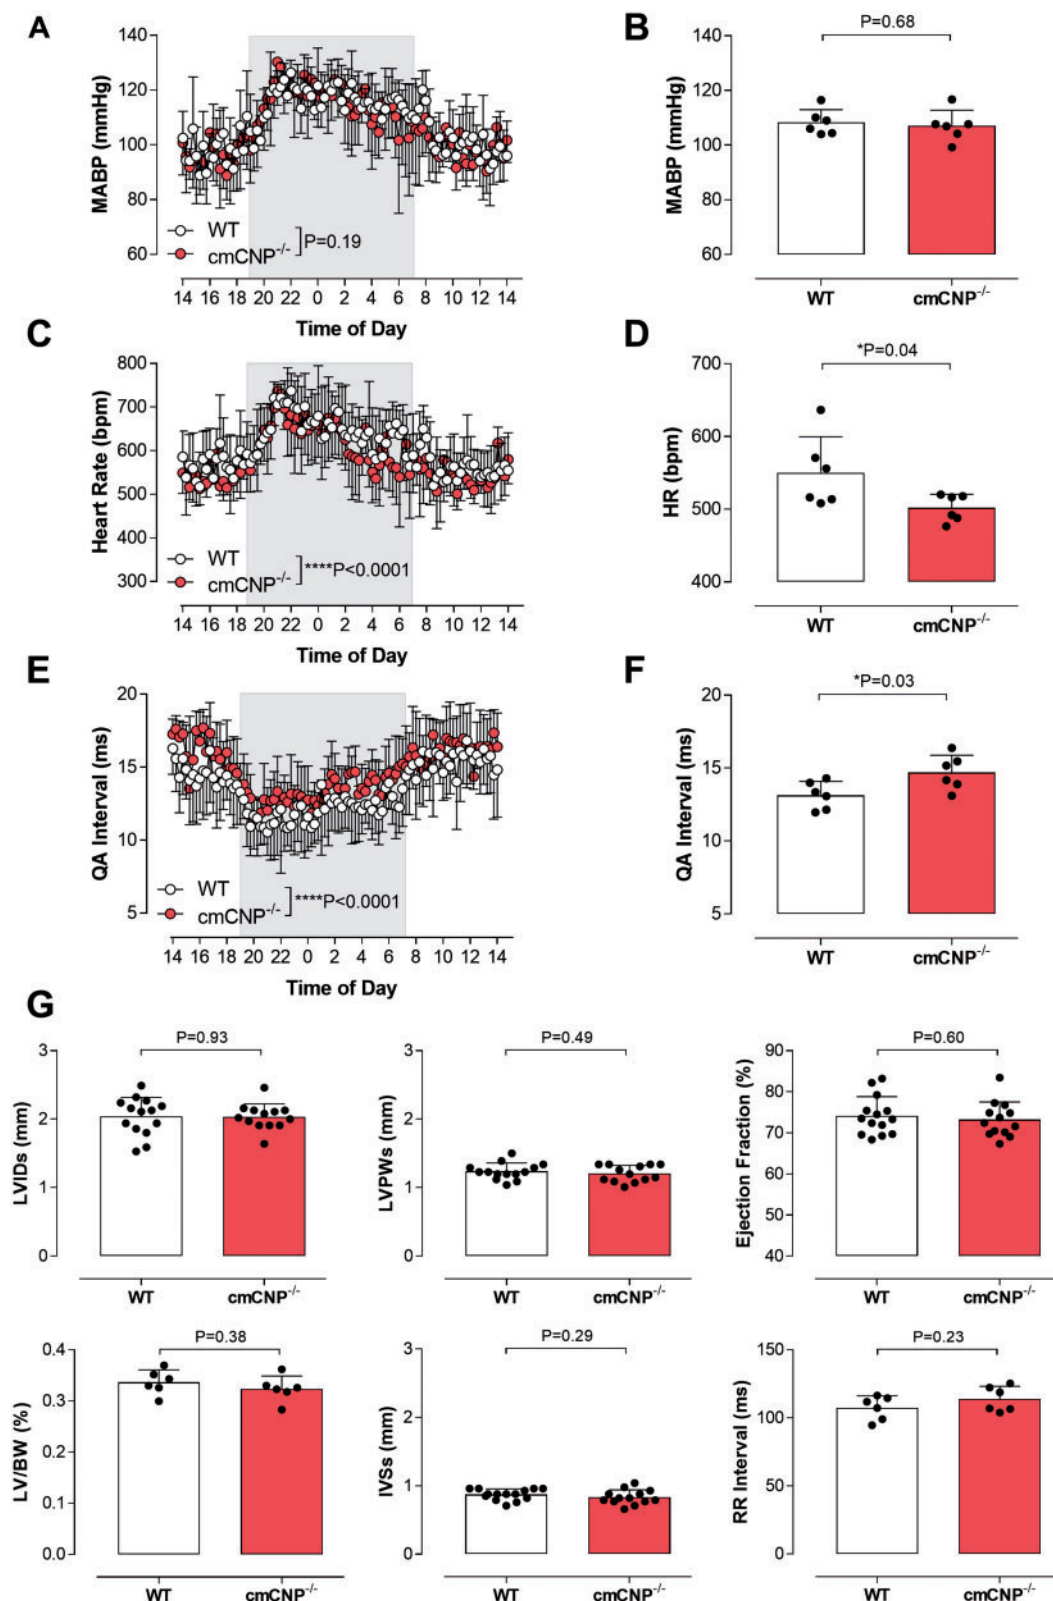 A
140
120
100
80
60
MABP (mmHg)
WT
cmCNP-/-
P=0.19
14 16 18 20 22 0 2 4 6 8 10 12 14
Time of Day
B
P=0.68
140
120
100
80
60
MABP (mmHg)
WT cmCNP-/-
C
800
700
600
500
400
300
Heart Rate (bpm)
WT
cmCNP-/-
****P<0.0001
14 16 18 20 22 0 2 4 6 8 10 12 14
Time of Day
D
*P=0.04
700
600
500
400
HR (bpm)
WT cmCNP-/-
E
20
15
10
5
QA Interval (ms)
WT
cmCNP-/-
****P<0.0001
14 16 18 20 22 0 2 4 6 8 10 12 14
Time of Day
F
*P=0.03
20
15
10
5
QA Interval (ms)
WT cmCNP-/-
G
P=0.93
3
2
1
0
LVIDs (mm)
WT cmCNP-/-
P=0.49
3
2
1
0
LVPWs (mm)
WT cmCNP-/-
P=0.60
90
80
70
60
50
40
Ejection Fraction (%)
WT cmCNP-/-
P=0.38
0.4
0.3
0.2
0.1
0.0
LV/BW (%)
WT cmCNP-/-
P=0.29
3
2
1
0
IVSs (mm)
WT cmCNP-/-
P=0.23
150
100
50
0
RR Interval (ms)
WT cmCNP-/-